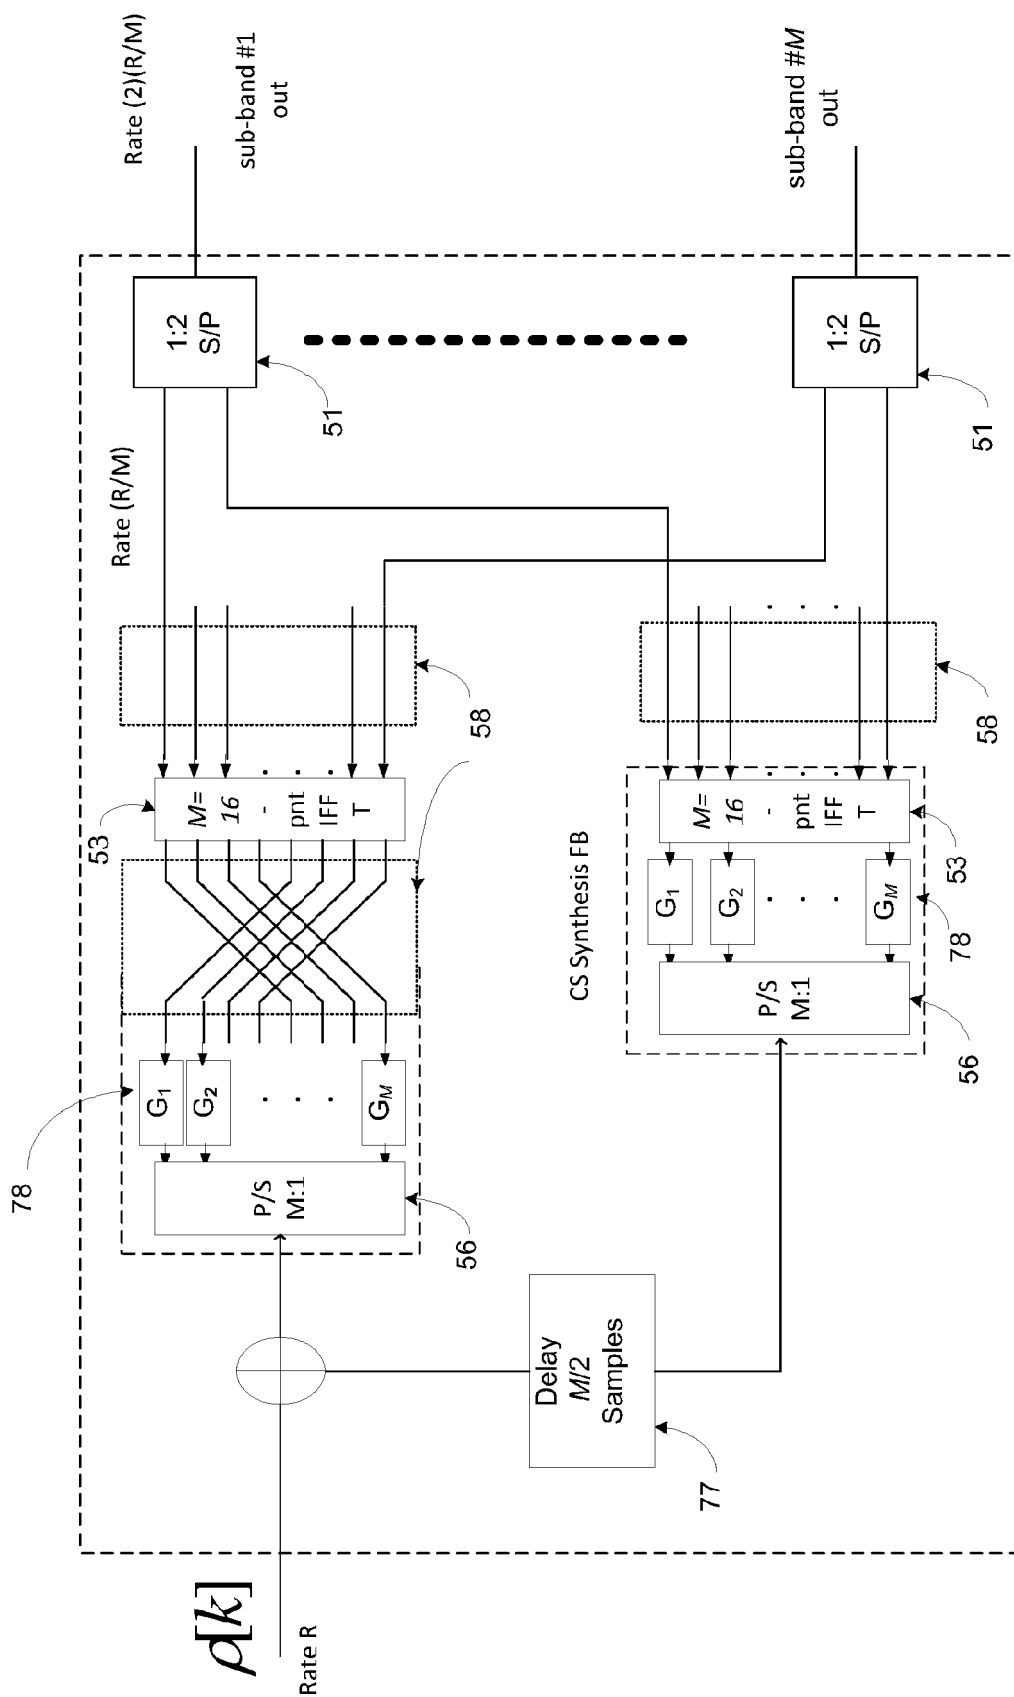 Rate (2)(R/M)
sub-band #1
out
sub-band #M
out
1:2
S/P
51
1:2
S/P
51
Rate (R/M)
58
58
53
M=
16
-
pnt
IFF
T
CS Synthesis FB
M=
16
-
pnt
IFF
T
53
G1
G2
GM
78
P/S
M:1
56
78
G1
G2
GM
P/S
M:1
56
Delay
M/2
Samples
77
ρ[k]
Rate R